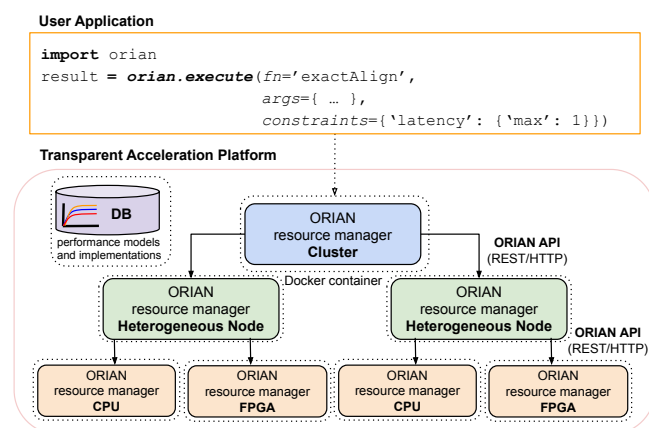 User Application
import orian
result = orian.execute(fn='exactAlign',
args={ … },
constraints={‘latency’: {‘max’: 1}})
Transparent Acceleration Platform
DB
performance models
and implementations
ORIAN
resource manager
Cluster
ORIAN API
(REST/HTTP)
Docker container
ORIAN
resource manager
Heterogeneous Node
ORIAN
resource manager
Heterogeneous Node
ORIAN API
(REST/HTTP)
ORIAN
resource manager
CPU
ORIAN
resource manager
FPGA
ORIAN
resource manager
CPU
ORIAN
resource manager
FPGA